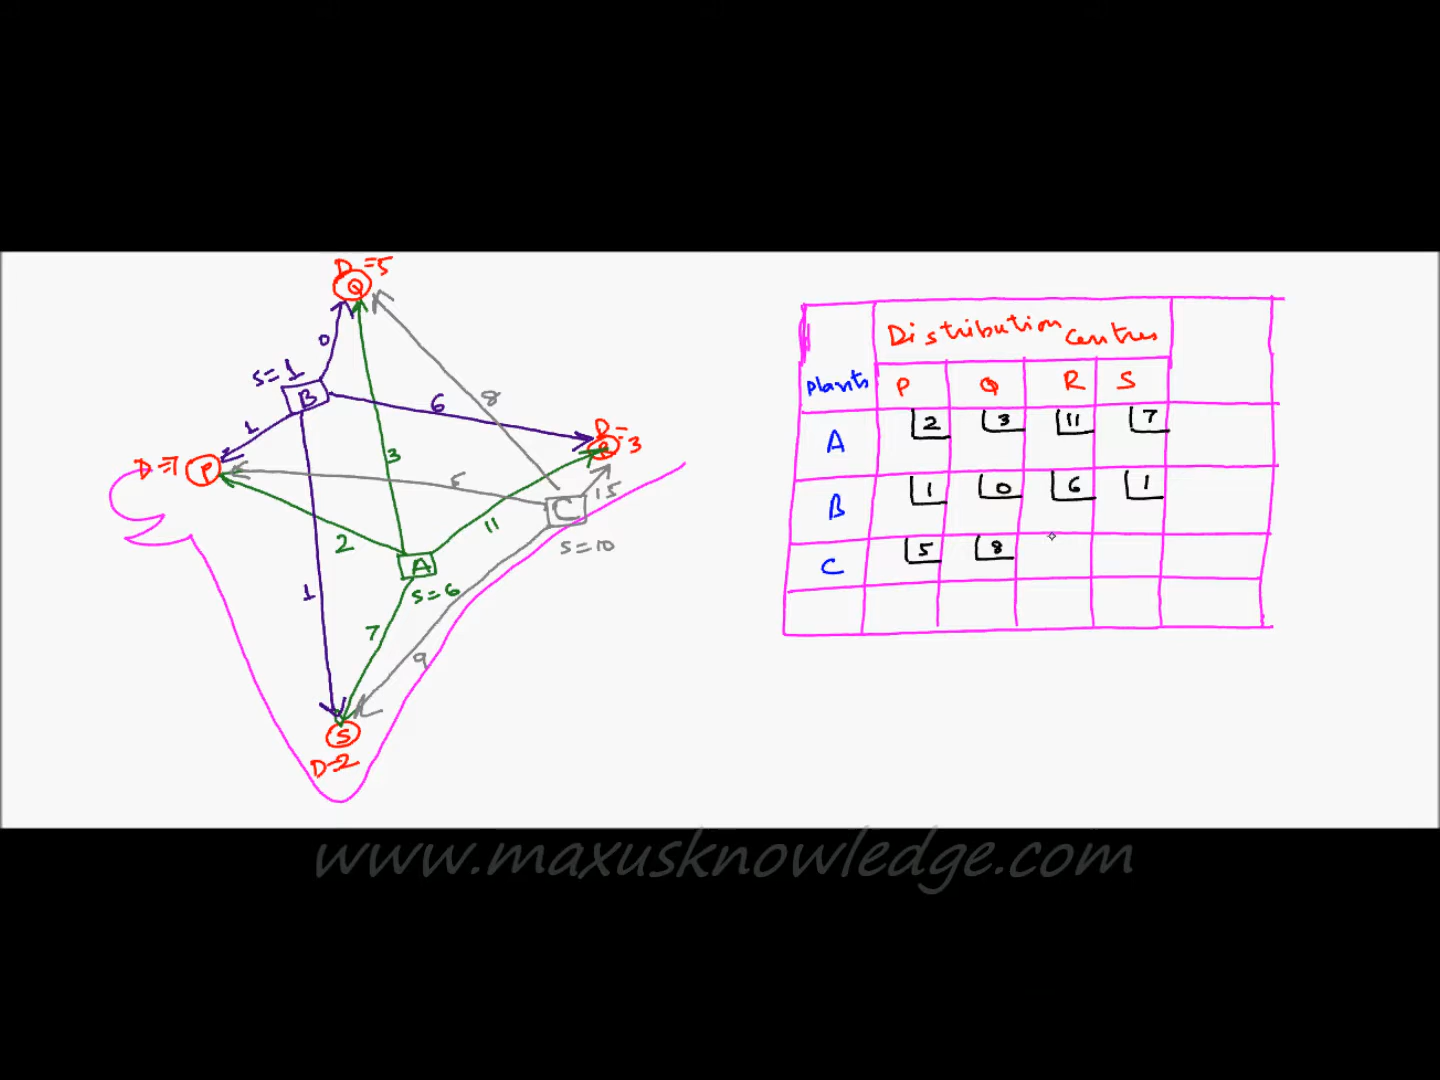 D=5
Q
0
S=1
B
8
6
1
D=
R 3
D=7
P
3
5
15
C
11
S=10
2
A
S=6
1
7
9
S
D=2
Distribution centres
Plants P Q R S
A 2 3 11 7
B 1 0 6 1
C 5 8
www.maxusknowledge.com